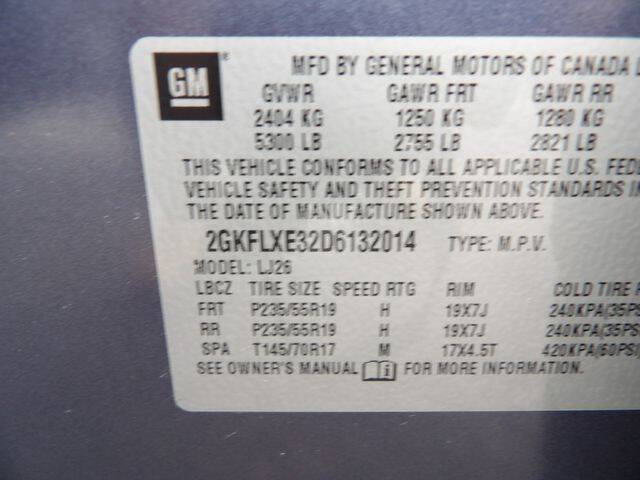 GM® MFD BY GENERAL MOTORS OF CANADA L
GVWR GAWR FRT GAWR RR
2404 KG 1250 KG 1280 KG
5300 LB 2755 LB 2821 LB
THIS VEHICLE CONFORMS TO ALL APPLICABLE U.S. FEDE
VEHICLE SAFETY AND THEFT PREVENTION STANDARDS IN
THE DATE OF MANUFACTURE SHOWN ABOVE.
2GKFLXE32D6132014 TYPE: M.P.V.
MODEL: LJ26
LBCZ TIRE SIZE SPEED RTG RIM COLD TIRE P
FRT P235/55R19 H 19X7J 240KPA(35PS
RR P235/55R19 H 19X7J 240KPA(35PS
SPA T145/70R17 M 17X4.5T 420KPA(60PSI
SEE OWNER'S MANUAL i FOR MORE INFORMATION.